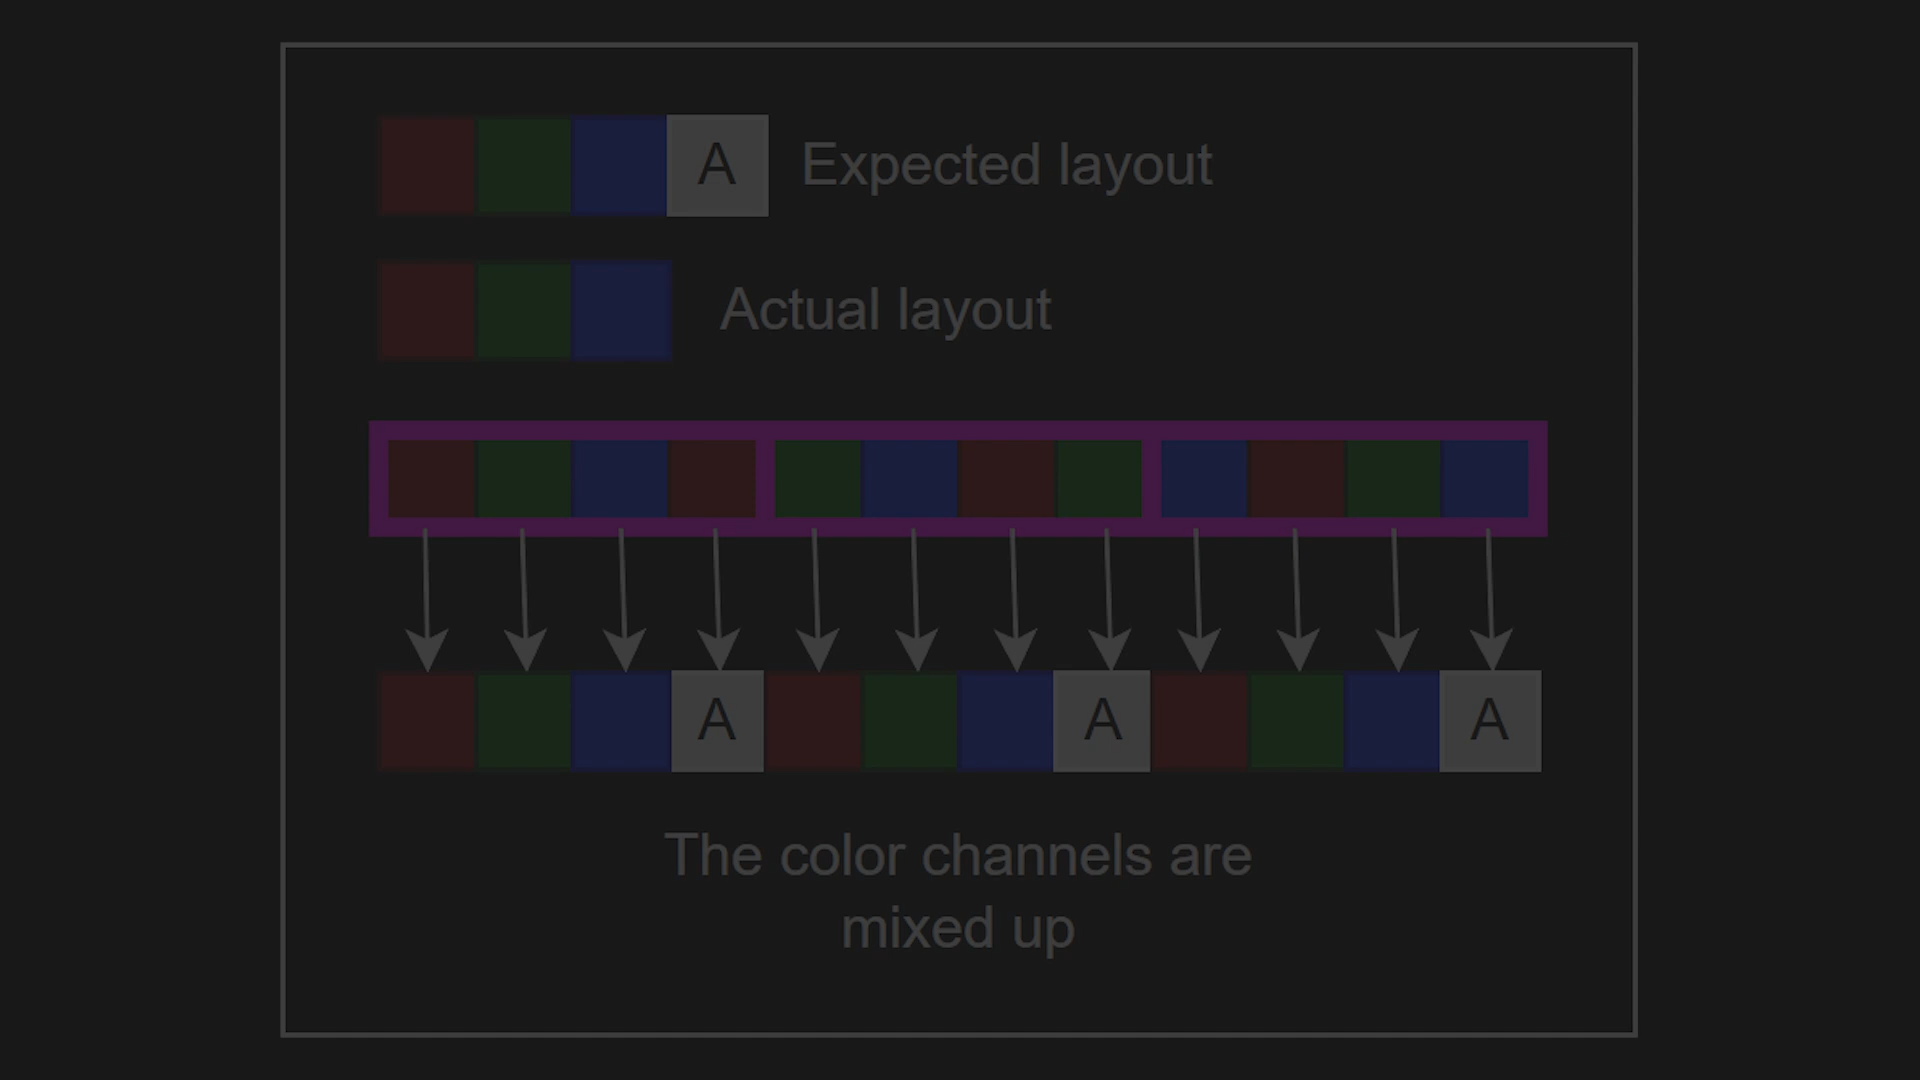 A Expected layout
Actual layout
A A A
The color channels are
mixed up